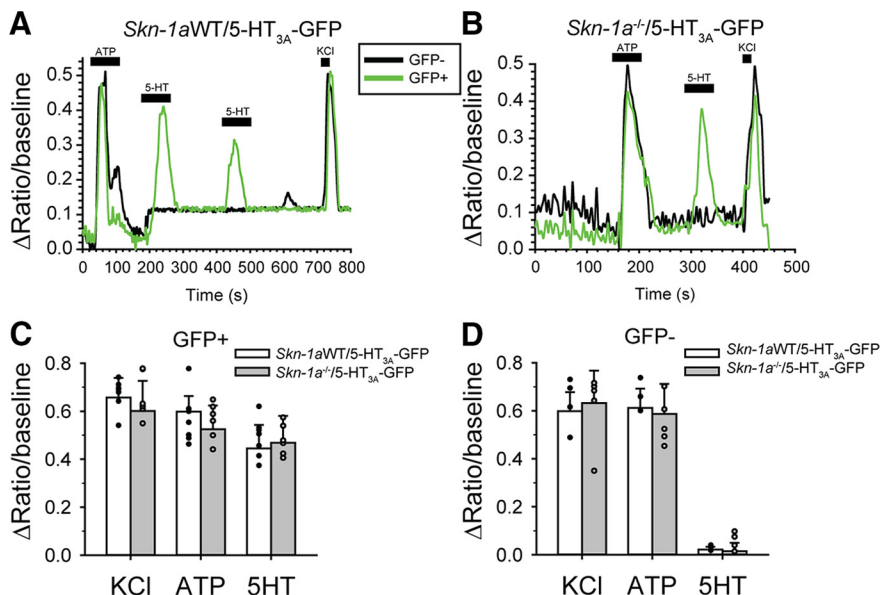 A
Skn-1aWT/5-HT3A-GFP
ATP
5-HT
5-HT
KCl
GFP-
GFP+
ΔRatio/baseline
0.5
0.4
0.3
0.2
0.1
0.0
0 100 200 300 400 500 600 700 800
Time (s)
B
Skn-1a-/-/5-HT3A-GFP
ATP
5-HT
KCl
ΔRatio/baseline
0.5
0.4
0.3
0.2
0.1
0.0
0 100 200 300 400 500
Time (s)
C
GFP+
Skn-1aWT/5-HT3A-GFP
Skn-1a-/-/5-HT3A-GFP
ΔRatio/baseline
0.8
0.6
0.4
0.2
0.0
KCl ATP 5HT
D
GFP-
Skn-1aWT/5-HT3A-GFP
Skn-1a-/-/5-HT3A-GFP
ΔRatio/baseline
0.8
0.6
0.4
0.2
0.0
KCl ATP 5HT